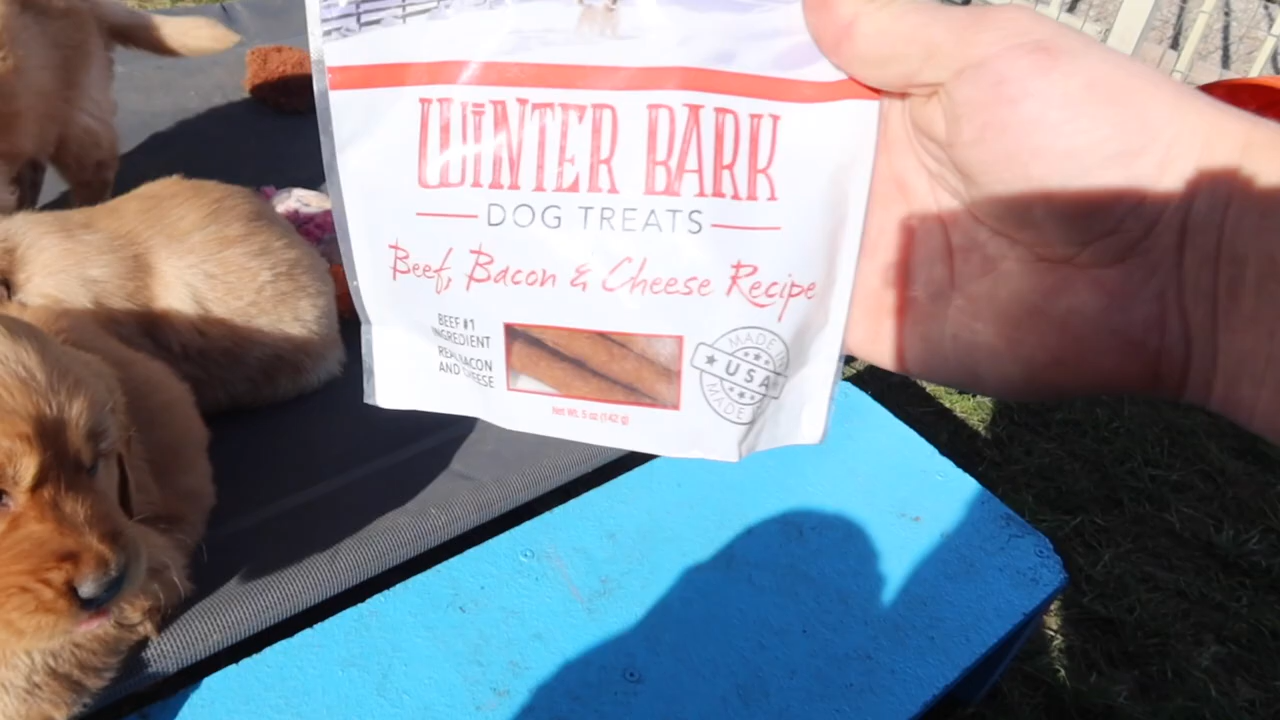 WINTER BARK
DOG TREATS
Beef, Bacon & Cheese Recipe
BEEF #1
INGREDIENT
REAL BACON
AND CHEESE
MADE IN
USA
MADE IN
Net Wt. 5 oz (142 g)